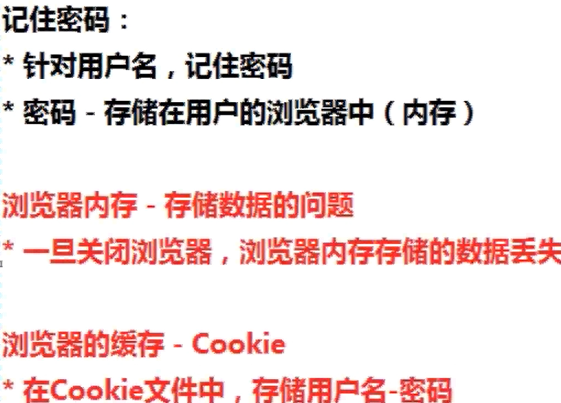 记住密码：
* 针对用户名，记住密码
* 密码 - 存储在用户的浏览器中（内存）
浏览器内存 - 存储数据的问题
* 一旦关闭浏览器，浏览器内存存储的数据丢失
浏览器的缓存 - Cookie
* 在Cookie文件中，存储用户名-密码